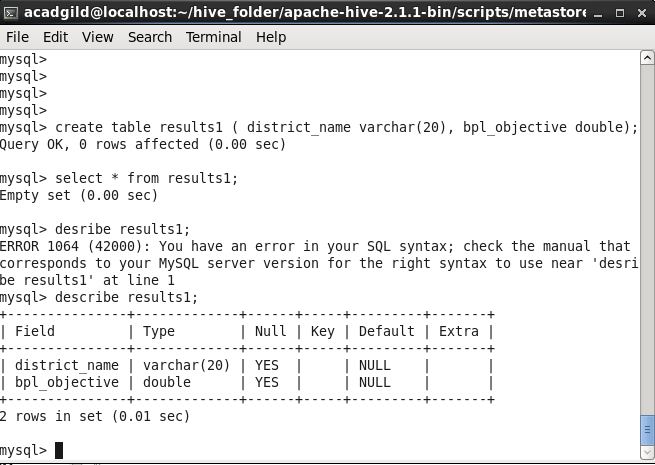 acadgild@localhost:~/hive_folder/apache-hive-2.1.1-bin/scripts/metastore
File Edit View Search Terminal Help
mysql>
mysql>
mysql>
mysql>
mysql> create table results1 ( district_name varchar(20), bpl_objective double);
Query OK, 0 rows affected (0.00 sec)
mysql> select * from results1;
Empty set (0.00 sec)
mysql> desribe results1;
ERROR 1064 (42000): You have an error in your SQL syntax; check the manual that
corresponds to your MySQL server version for the right syntax to use near 'desri
be results1' at line 1
mysql> describe results1;
+---------------+-------------+------+-----+---------+-------+
| Field         | Type        | Null | Key | Default | Extra |
+---------------+-------------+------+-----+---------+-------+
| district_name | varchar(20) | YES  |     | NULL    |       |
| bpl_objective | double      | YES  |     | NULL    |       |
+---------------+-------------+------+-----+---------+-------+
2 rows in set (0.01 sec)
mysql>